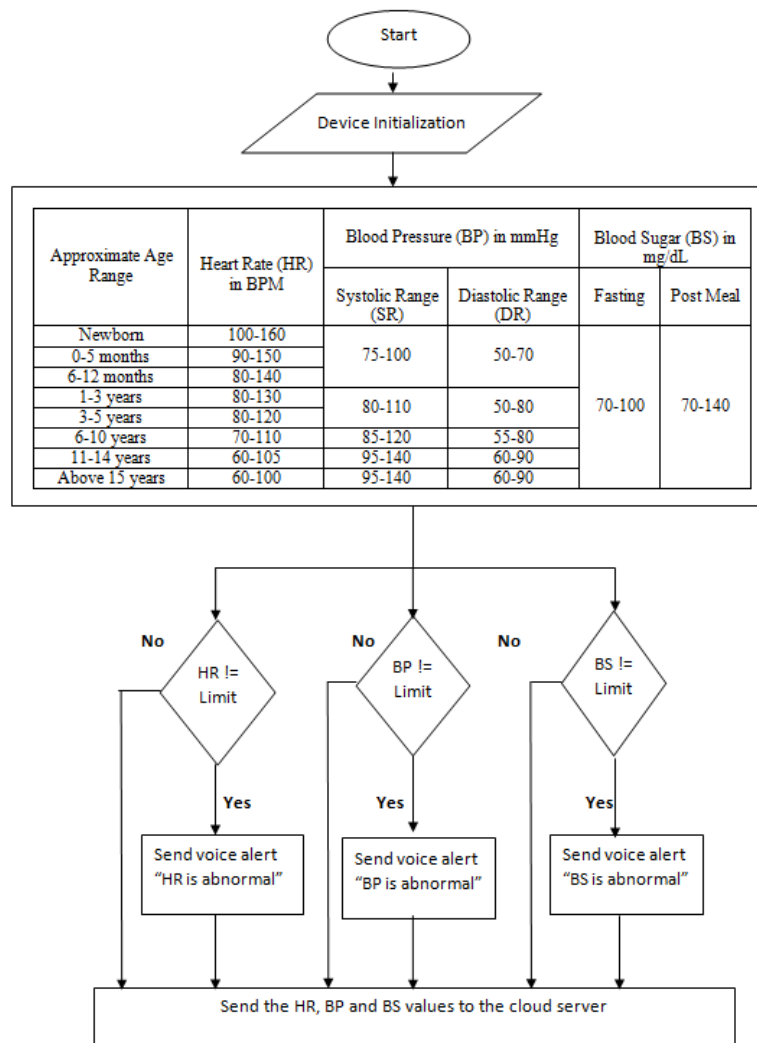 Start
Device Initialization
Approximate Age
Range
Heart Rate (HR)
in BPM
Blood Pressure (BP) in mmHg
Blood Sugar (BS) in
mg/dL
Systolic Range
(SR)
Diastolic Range
(DR)
Fasting
Post Meal
Newborn
100-160
0-5 months
90-150
75-100
50-70
6-12 months
80-140
1-3 years
80-130
80-110
50-80
3-5 years
80-120
70-100
70-140
6-10 years
70-110
85-120
55-80
11-14 years
60-105
95-140
60-90
Above 15 years
60-100
95-140
60-90
No
HR !=
Limit
No
BP !=
Limit
No
BS !=
Limit
Yes
Yes
Yes
Send voice alert
“HR is abnormal”
Send voice alert
“BP is abnormal”
Send voice alert
“BS is abnormal”
Send the HR, BP and BS values to the cloud server